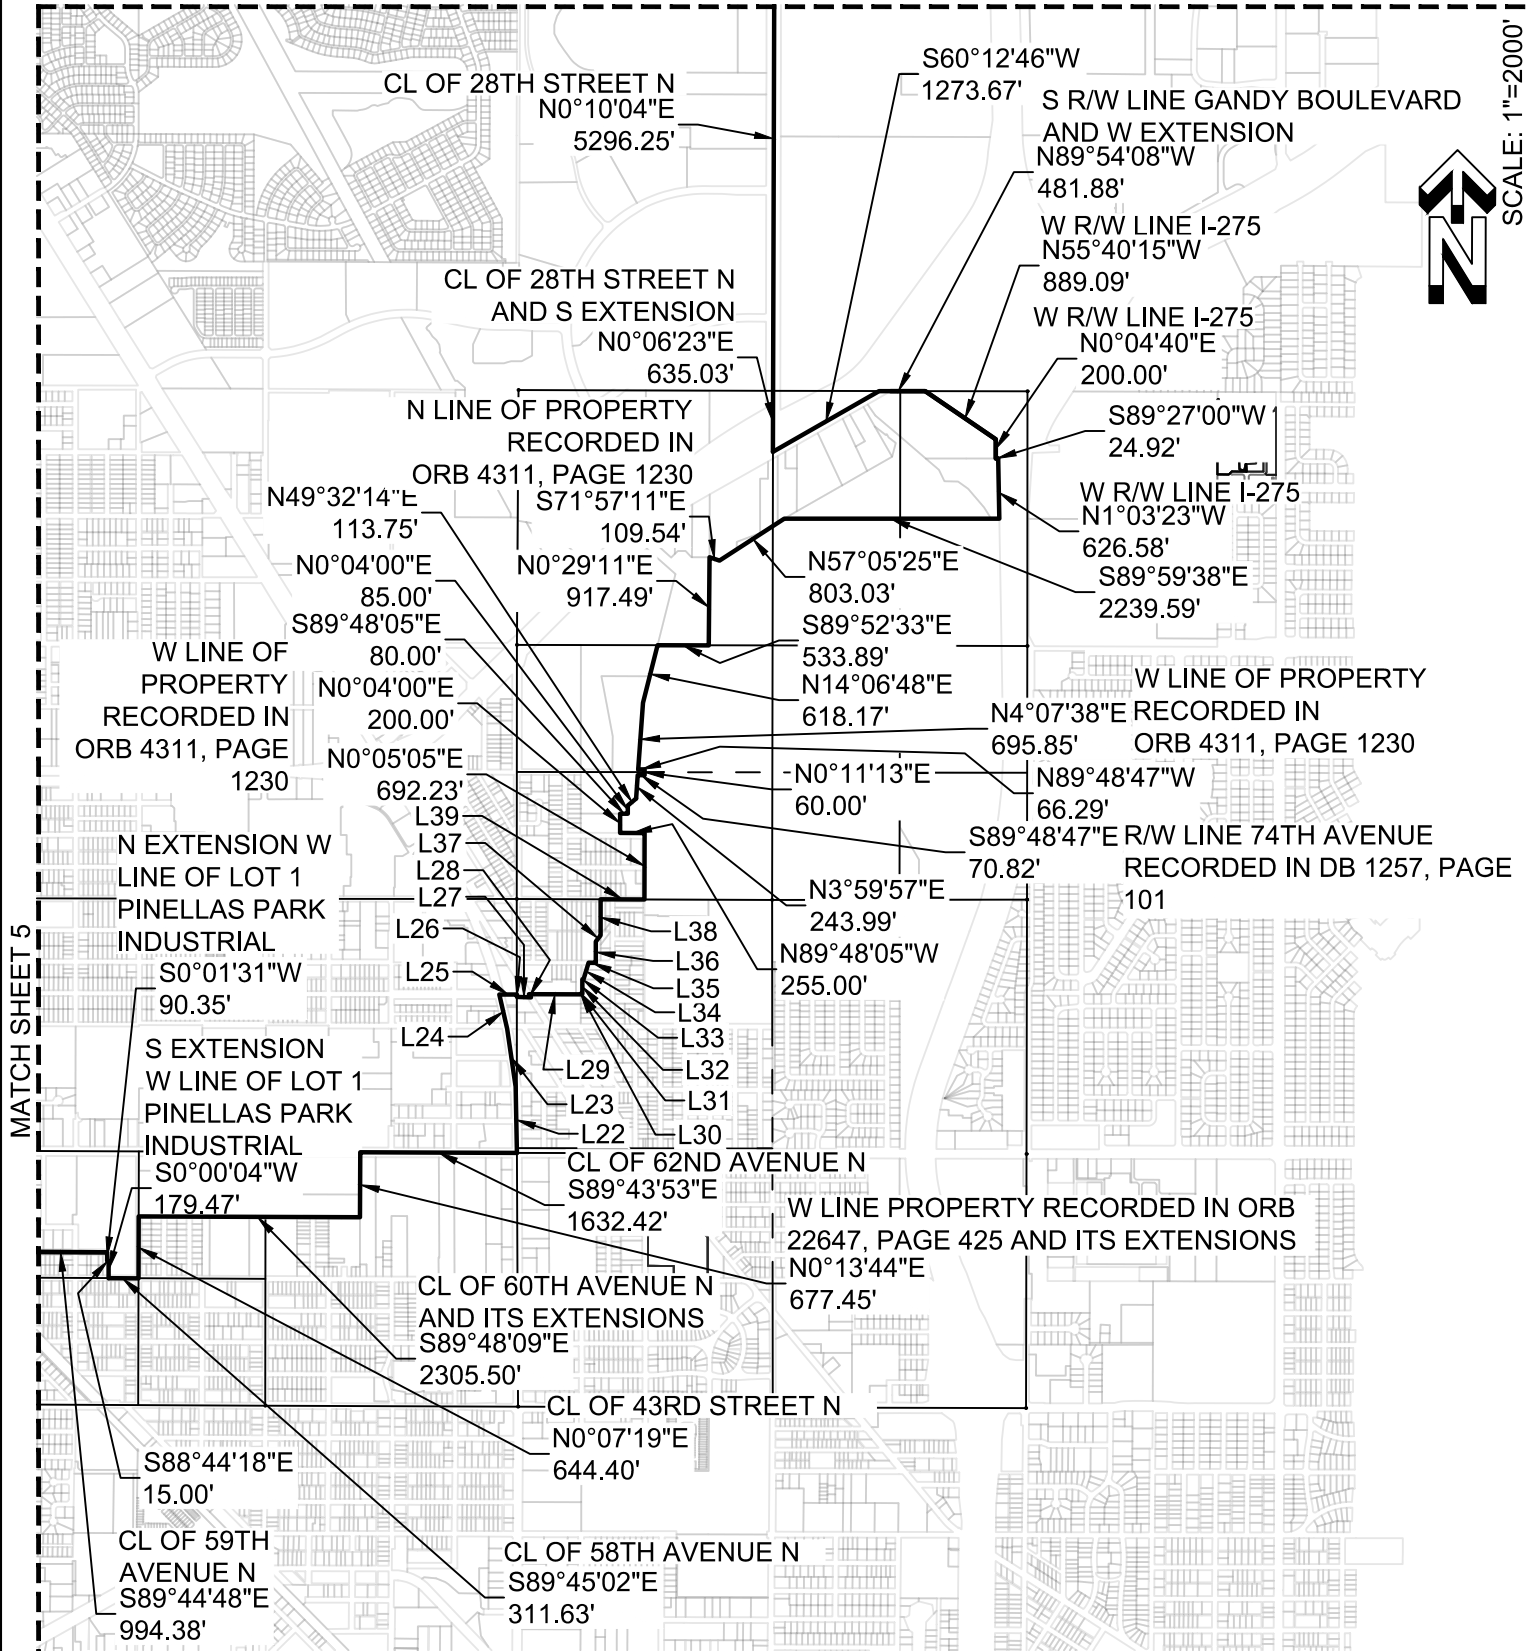 CL OF 28TH STREET N
N0°10'04"E
5296.25'
S60°12'46"W
1273.67'
S R/W LINE GANDY BOULEVARD
AND W EXTENSION
N89°54'08"W
481.88'
SCALE: 1"=2000'
N
W R/W LINE I-275
N55°40'15"W
889.09'
CL OF 28TH STREET N
AND S EXTENSION
N0°06'23"E
635.03'
W R/W LINE I-275
N0°04'40"E
200.00'
S89°27'00"W
24.92'
N LINE OF PROPERTY
RECORDED IN
ORB 4311, PAGE 1230
S71°57'11"E
109.54'
W R/W LINE I-275
N1°03'23"W
626.58'
S89°59'38"E
2239.59'
N49°32'14"E
113.75'
N0°29'11"E
917.49'
N57°05'25"E
803.03'
N0°04'00"E
85.00'
S89°48'05"E
80.00'
S89°52'33"E
533.89'
W LINE OF
PROPERTY
RECORDED IN
ORB 4311, PAGE
1230
N0°04'00"E
200.00'
N14°06'48"E
618.17'
N4°07'38"E
695.85'
W LINE OF PROPERTY
RECORDED IN
ORB 4311, PAGE 1230
N0°05'05"E
692.23'
N0°11'13"E
60.00'
N89°48'47"W
66.29'
S89°48'47"E
70.82'
R/W LINE 74TH AVENUE
RECORDED IN DB 1257, PAGE
101
L39
L37
L28
L27
L26
L25
L24
N3°59'57"E
243.99'
N89°48'05"W
255.00'
N EXTENSION W
LINE OF LOT 1
PINELLAS PARK
INDUSTRIAL
S0°01'31"W
90.35'
L38
L36
L35
L34
L33
L32
L31
L30
L29
L23
L22
MATCH SHEET 5
S EXTENSION
W LINE OF LOT 1
PINELLAS PARK
INDUSTRIAL
S0°00'04"W
179.47'
CL OF 62ND AVENUE N
S89°43'53"E
1632.42'
W LINE PROPERTY RECORDED IN ORB
22647, PAGE 425 AND ITS EXTENSIONS
N0°13'44"E
677.45'
CL OF 60TH AVENUE N
AND ITS EXTENSIONS
S89°48'09"E
2305.50'
CL OF 43RD STREET N
N0°07'19"E
644.40'
S88°44'18"E
15.00'
CL OF 59TH
AVENUE N
S89°44'48"E
994.38'
CL OF 58TH AVENUE N
S89°45'02"E
311.63'